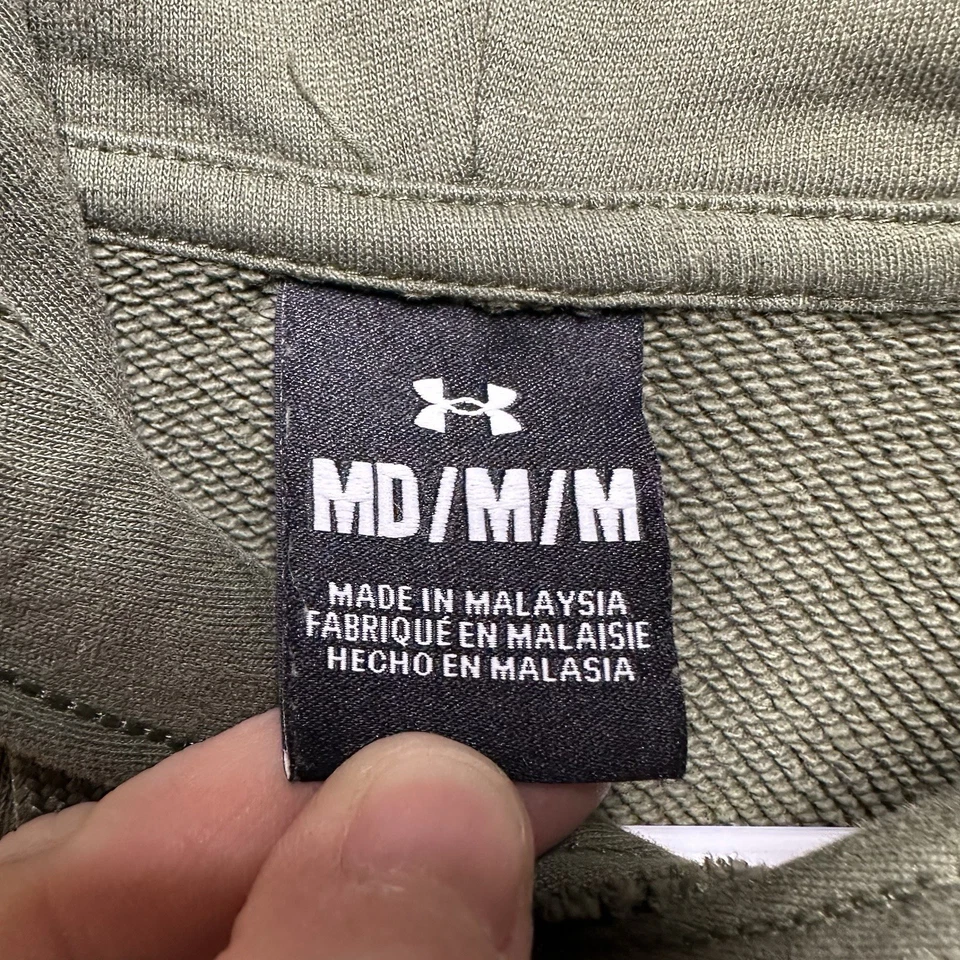 MD/M/M
MADE IN MALAYSIA
FABRIQUÉ EN MALAISIE
HECHO EN MALASIA